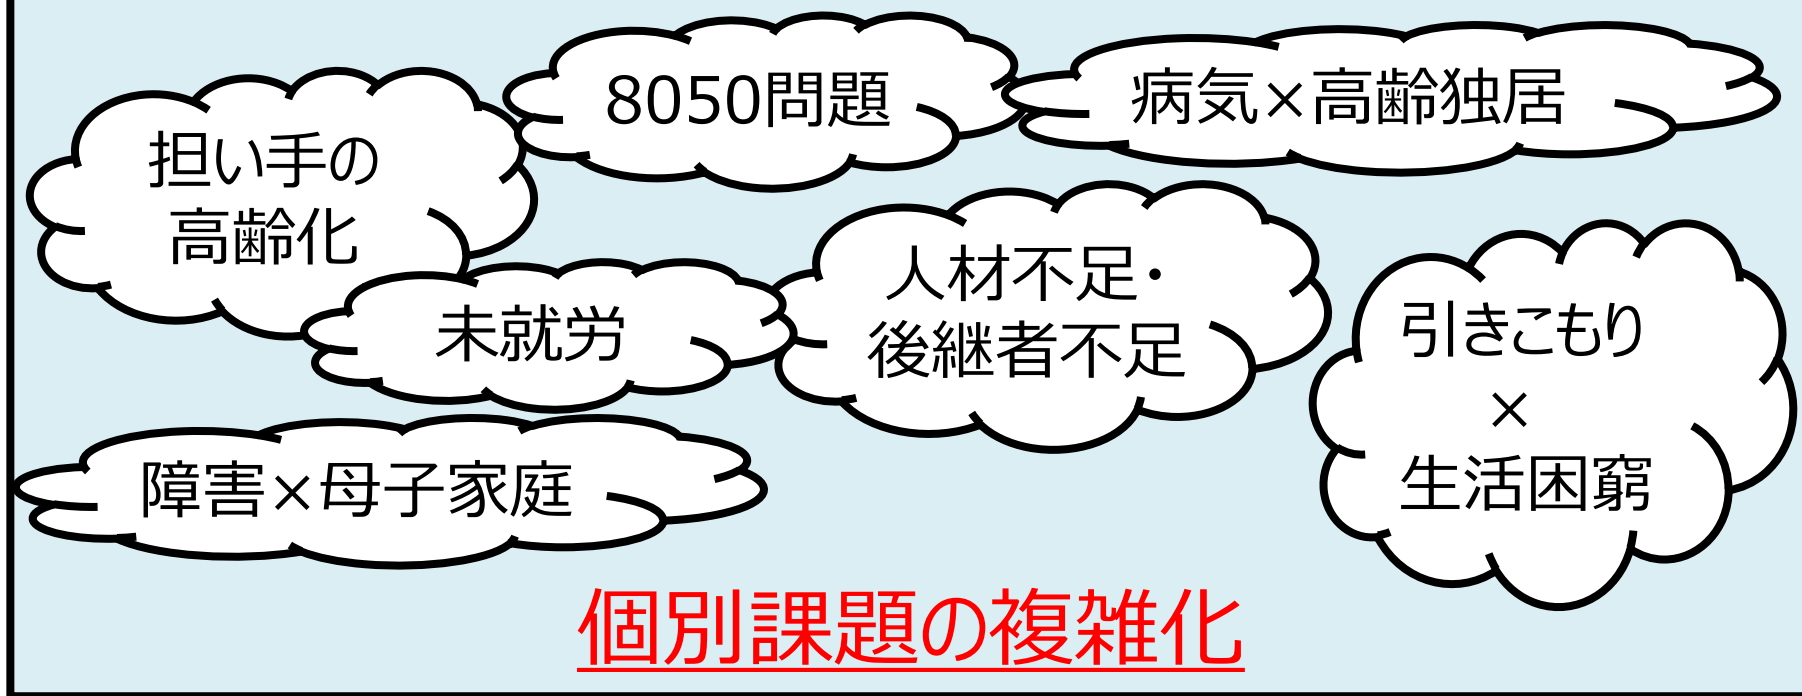 8050問題
病気×高齢独居
担い手の
高齢化
人材不足・
後継者不足
未就労
引きこもり
×
生活困窮
障害×母子家庭
個別課題の複雑化